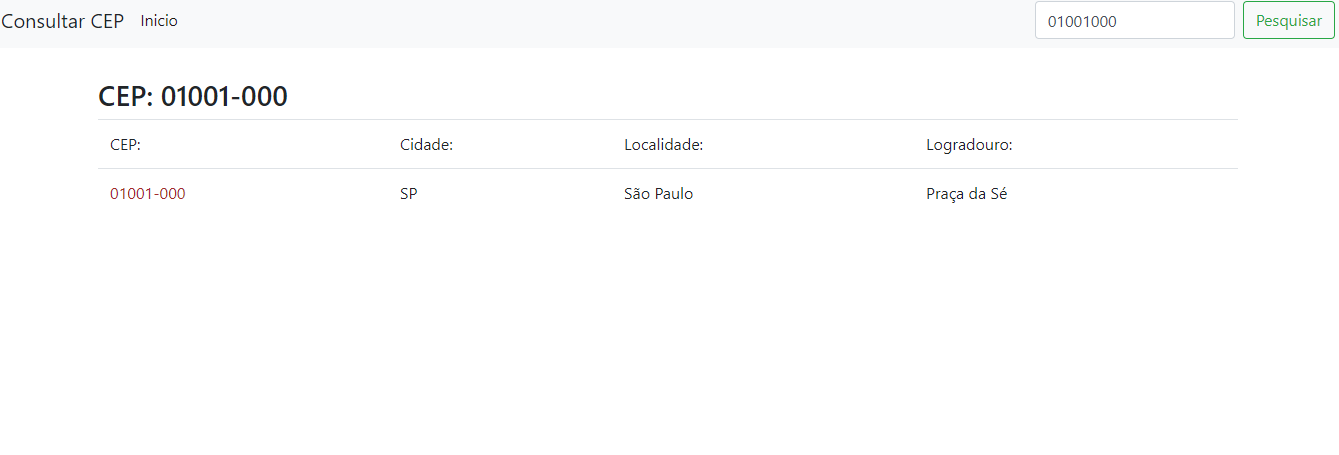 Consultar CEP Inicio 01001000 Pesquisar
CEP: 01001-000
CEP: Cidade: Localidade: Logradouro:
01001-000 SP São Paulo Praça da Sé